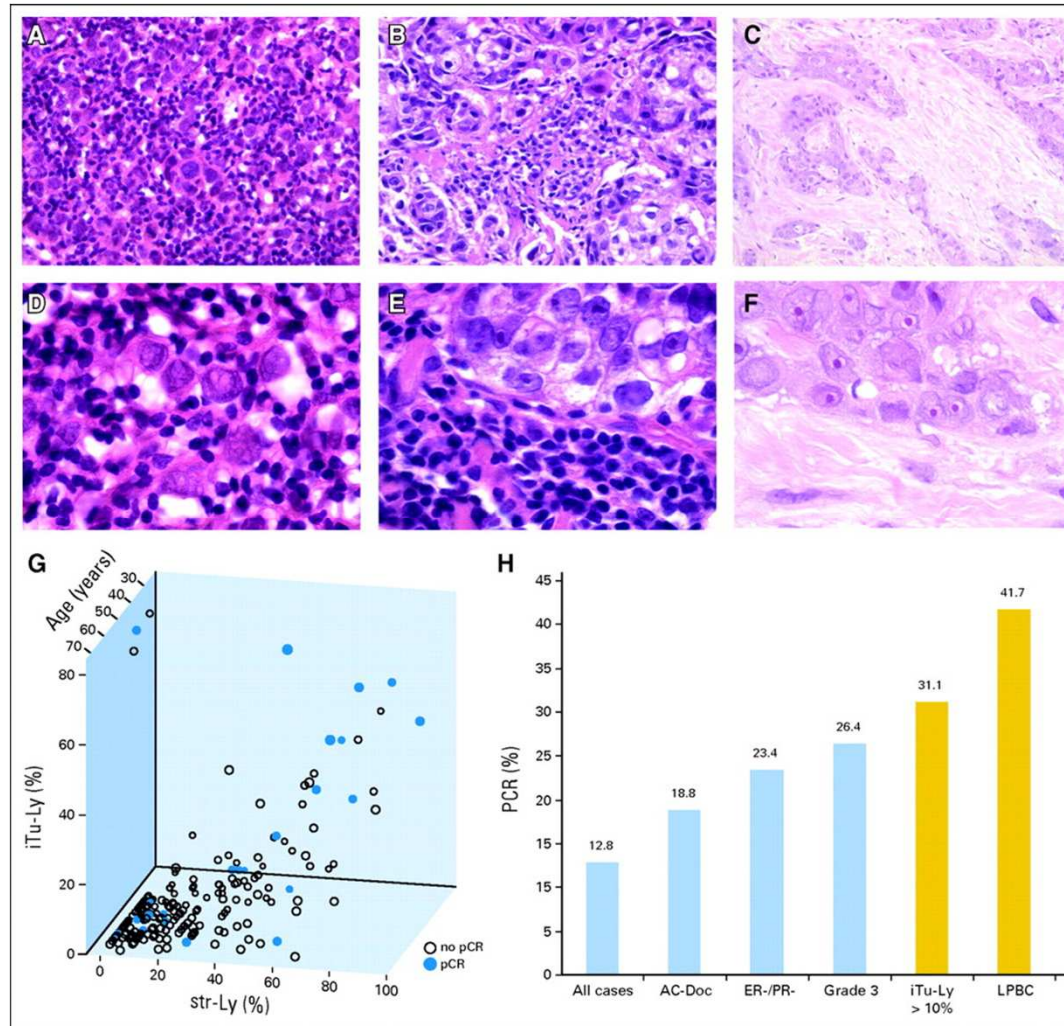 A
B
C
D
E
F
G
Age (years)
30
40
50
60
70
80
60
40
20
0
iTu-Ly (%)
0
20
40
60
80
100
str-Ly (%)
no pCR
pCR
H
PCR (%)
45
40
35
30
25
20
15
10
5
0
12.8
18.8
23.4
26.4
31.1
41.7
All cases
AC-Doc
ER-/PR-
Grade 3
iTu-Ly
> 10%
LPBC